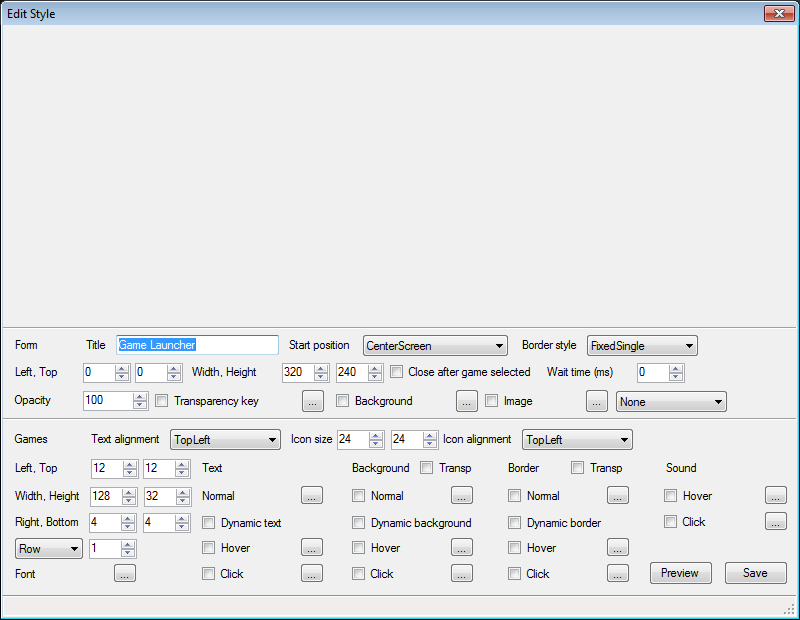 Edit Style
Form Title Game Launcher Start position CenterScreen Border style FixedSingle
Left, Top 0 0 Width, Height 320 240 Close after game selected Wait time (ms) 0
Opacity 100 Transparency key ... Background ... Image ... None
Games Text alignment TopLeft Icon size 24 24 Icon alignment TopLeft
Left, Top 12 12 Text Background Transp Border Transp Sound
Width, Height 128 32 Normal ... Normal ... Normal ... Hover ...
Right, Bottom 4 4 Dynamic text Dynamic background Dynamic border Click ...
Row 1 Hover ... Hover ... Hover ...
Font ... Click ... Click ... Click ... Preview Save